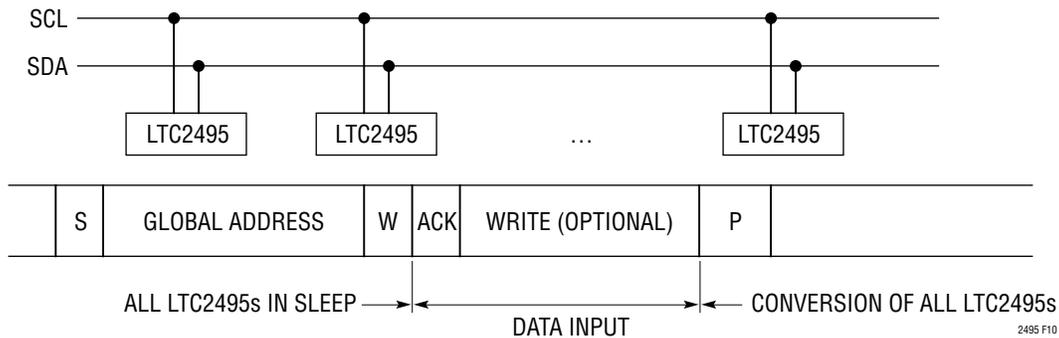 SCL
SDA
LTC2495 LTC2495 … LTC2495
S GLOBAL ADDRESS W ACK WRITE (OPTIONAL) P
ALL LTC2495s IN SLEEP DATA INPUT CONVERSION OF ALL LTC2495s
2495 F10